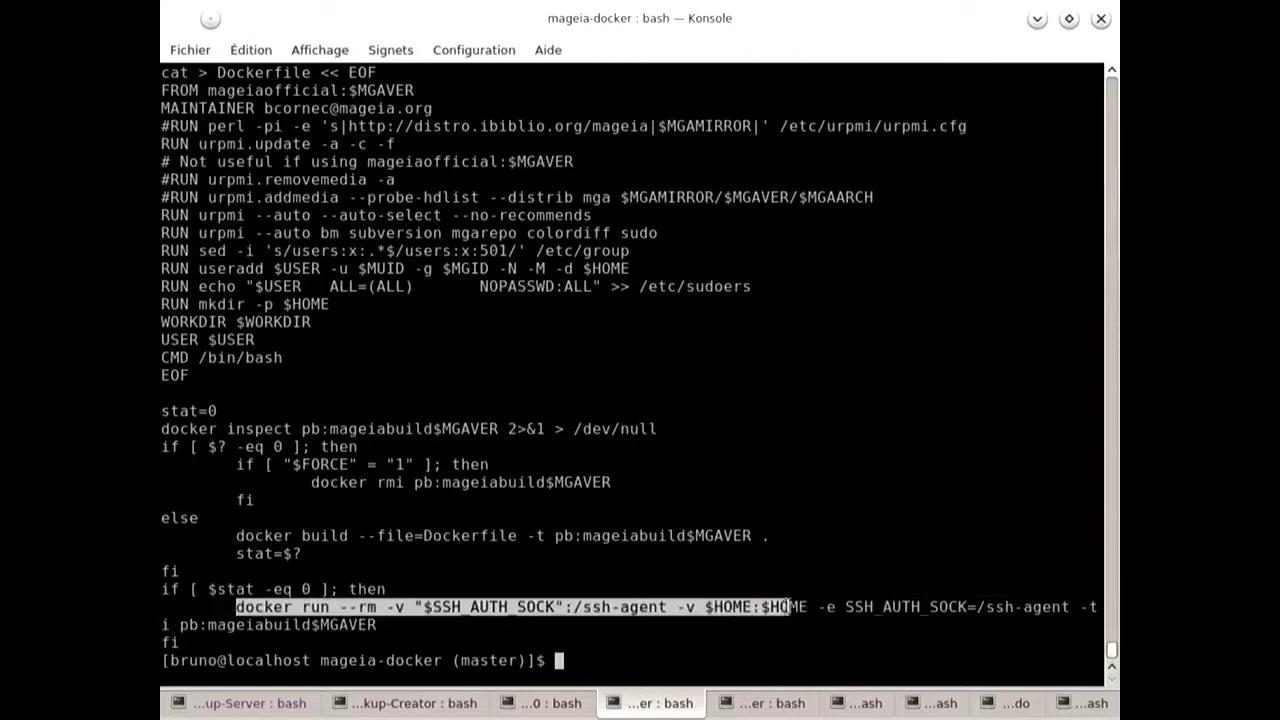 mageia-docker : bash — Konsole
Fichier Édition Affichage Signets Configuration Aide
cat > Dockerfile << EOF
FROM mageiaofficial:$MGAVER
MAINTAINER bcornec@mageia.org
#RUN perl -pi -e 's|http://distro.ibiblio.org/mageia|$MGAMIRROR|' /etc/urpmi/urpmi.cfg
RUN urpmi.update -a -c -f
# Not useful if using mageiaofficial:$MGAVER
#RUN urpmi.removemedia -a
#RUN urpmi.addmedia --probe-hdlist --distrib mga $MGAMIRROR/$MGAVER/$MGAARCH
RUN urpmi --auto --auto-select --no-recommends
RUN urpmi --auto bm subversion mgarepo colordiff sudo
RUN sed -i 's/users:x:.*$/users:x:501/' /etc/group
RUN useradd $USER -u $MUID -g $MGID -N -M -d $HOME
RUN echo "$USER   ALL=(ALL)       NOPASSWD:ALL" >> /etc/sudoers
RUN mkdir -p $HOME
WORKDIR $WORKDIR
USER $USER
CMD /bin/bash
EOF
stat=0
docker inspect pb:mageiabuild$MGAVER 2>&1 > /dev/null
if [ $? -eq 0 ]; then
if [ "$FORCE" = "1" ]; then
docker rmi pb:mageiabuild$MGAVER
fi
else
docker build --file=Dockerfile -t pb:mageiabuild$MGAVER .
stat=$?
fi
if [ $stat -eq 0 ]; then
docker run --rm -v "$SSH_AUTH_SOCK":/ssh-agent -v $HOME:$HOME -e SSH_AUTH_SOCK=/ssh-agent -t
i pb:mageiabuild$MGAVER
fi
[bruno@localhost mageia-docker (master)]$
...up-Server : bash ...kup-Creator : bash ...0 : bash ...er : bash ...er : bash ...ash ...ash ...do ...ash